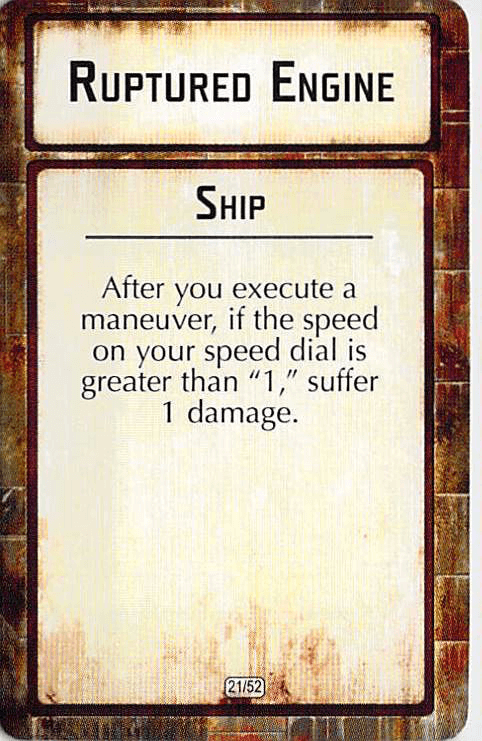 Ruptured Engine
Ship
After you execute a
maneuver, if the speed
on your speed dial is
greater than “1,” suffer
1 damage.
21/52